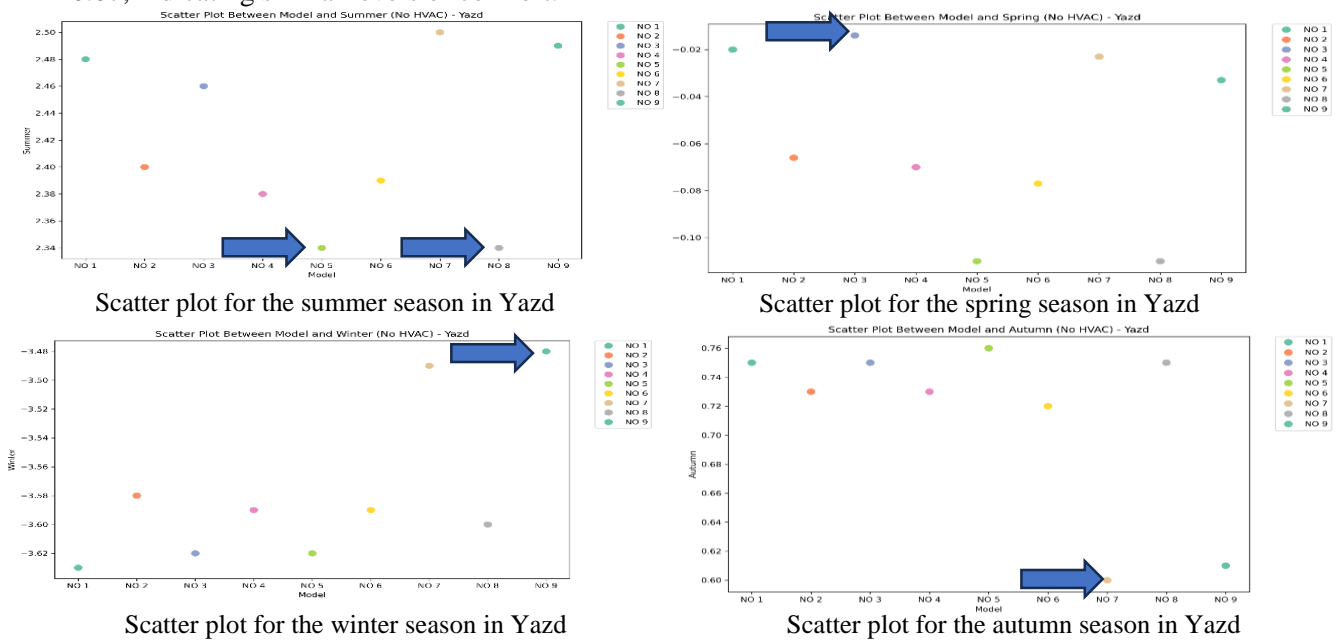 Scatter Plot Between Model and Summer (No HVAC) - Yazd
2.50
2.48
2.46
2.44
2.42
2.40
2.38
2.36
2.34
Summer
NO 1
NO 2
NO 3
NO 4
NO 5
NO 6
NO 7
NO 8
NO 9
NO 1 NO 2 NO 3 NO 4 NO 5 NO 6 NO 7 NO 8 NO 9
Model
Scatter plot for the summer season in Yazd
Scatter Plot Between Model and Spring (No HVAC) - Yazd
−0.02
−0.04
−0.06
−0.08
−0.10
NO 1
NO 2
NO 3
NO 4
NO 5
NO 6
NO 7
NO 8
NO 9
NO 1 NO 2 NO 3 NO 4 NO 5 NO 6 NO 7 NO 8 NO 9
Model
Scatter plot for the spring season in Yazd
Scatter Plot Between Model and Winter (No HVAC) - Yazd
−3.48
−3.50
−3.52
−3.54
−3.56
−3.58
−3.60
−3.62
Winter
NO 1
NO 2
NO 3
NO 4
NO 5
NO 6
NO 7
NO 8
NO 9
NO 1 NO 2 NO 3 NO 4 NO 5 NO 6 NO 7 NO 8 NO 9
Model
Scatter plot for the winter season in Yazd
Scatter Plot Between Model and Autumn (No HVAC) - Yazd
0.76
0.74
0.72
0.70
0.68
0.66
0.64
0.62
0.60
Autumn
NO 1
NO 2
NO 3
NO 4
NO 5
NO 6
NO 7
NO 8
NO 9
NO 1 NO 2 NO 3 NO 4 NO 5 NO 6 NO 7 NO 8 NO 9
Model
Scatter plot for the autumn season in Yazd